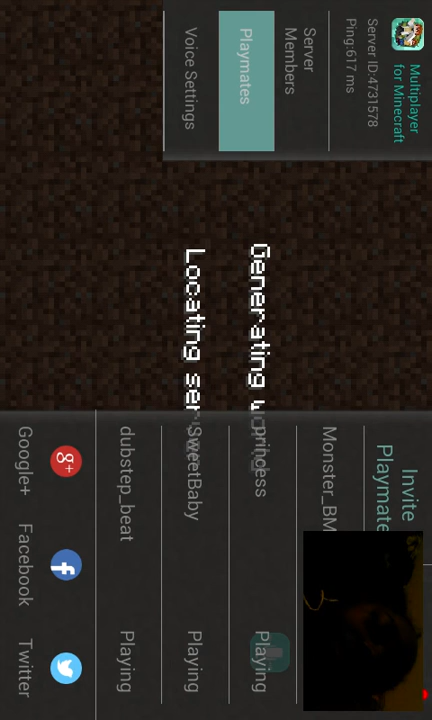 Multiplayer
for Minecraft
Server ID:4731578
Ping:617 ms
Server
Members
Playmates
Voice Settings
Generating
Locating ser
Invite
Playmate
Monster_BM
princess Playing
SweetBaby Playing
dubstep_beat Playing
Google+ Facebook Twitter